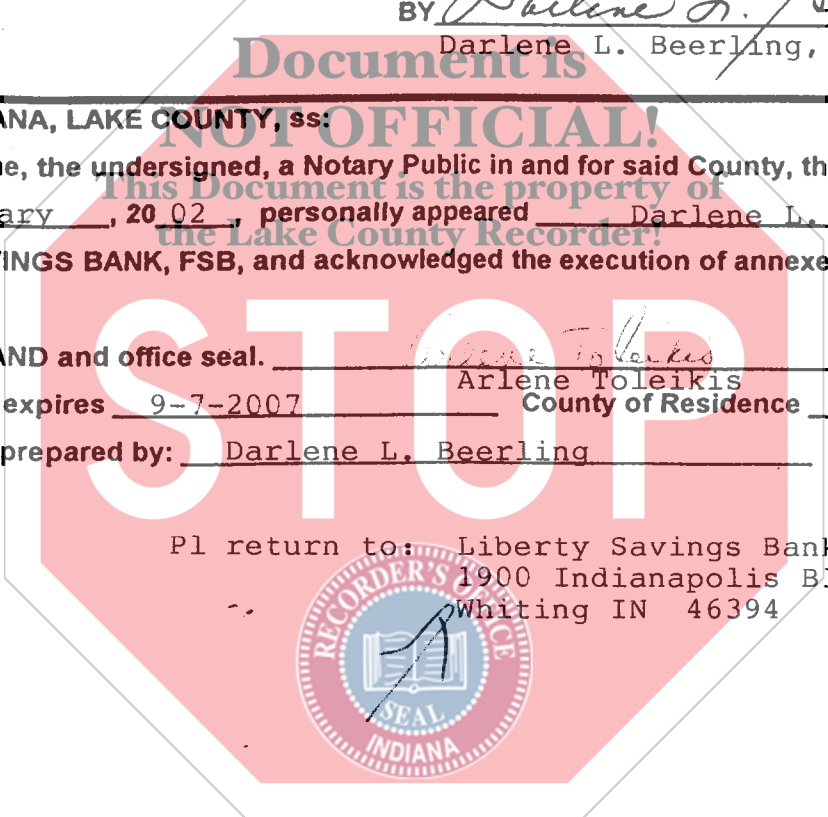 BY Darlene L.
Darlene L. Beerling,
Document is
NOT OFFICIAL!
This Document is the property of
the Lake County Recorder!
ANA, LAKE COUNTY, ss:
e, the undersigned, a Notary Public in and for said County, th
ary , 20 02 , personally appeared Darlene L.
INGS BANK, FSB, and acknowledged the execution of annexe
STOP
AND and office seal. Arlene Toleikis
Arlene Toleikis
expires 9-7-2007 County of Residence
prepared by: Darlene L. Beerling
Pl return to: Liberty Savings Bank
1900 Indianapolis Bl
Whiting IN 46394
RECORDER'S OFFICE
SEAL
INDIANA